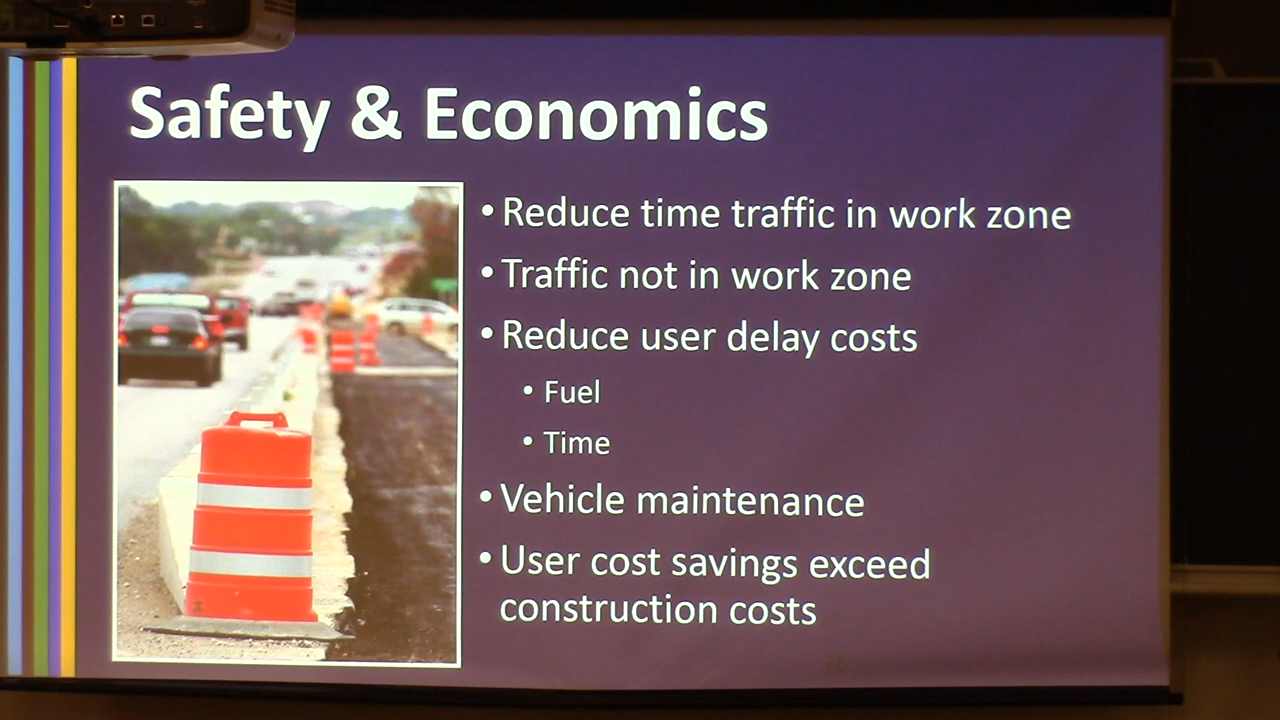 Safety & Economics
• Reduce time traffic in work zone
• Traffic not in work zone
• Reduce user delay costs
• Fuel
• Time
• Vehicle maintenance
• User cost savings exceed
construction costs